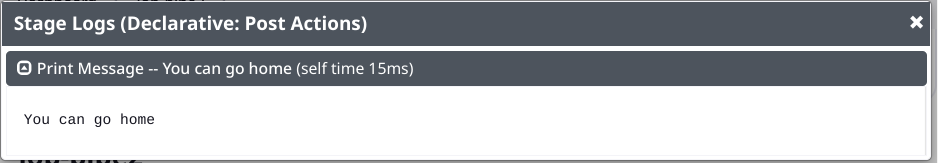 Stage Logs (Declarative: Post Actions)
Print Message -- You can go home (self time 15ms)
You can go home